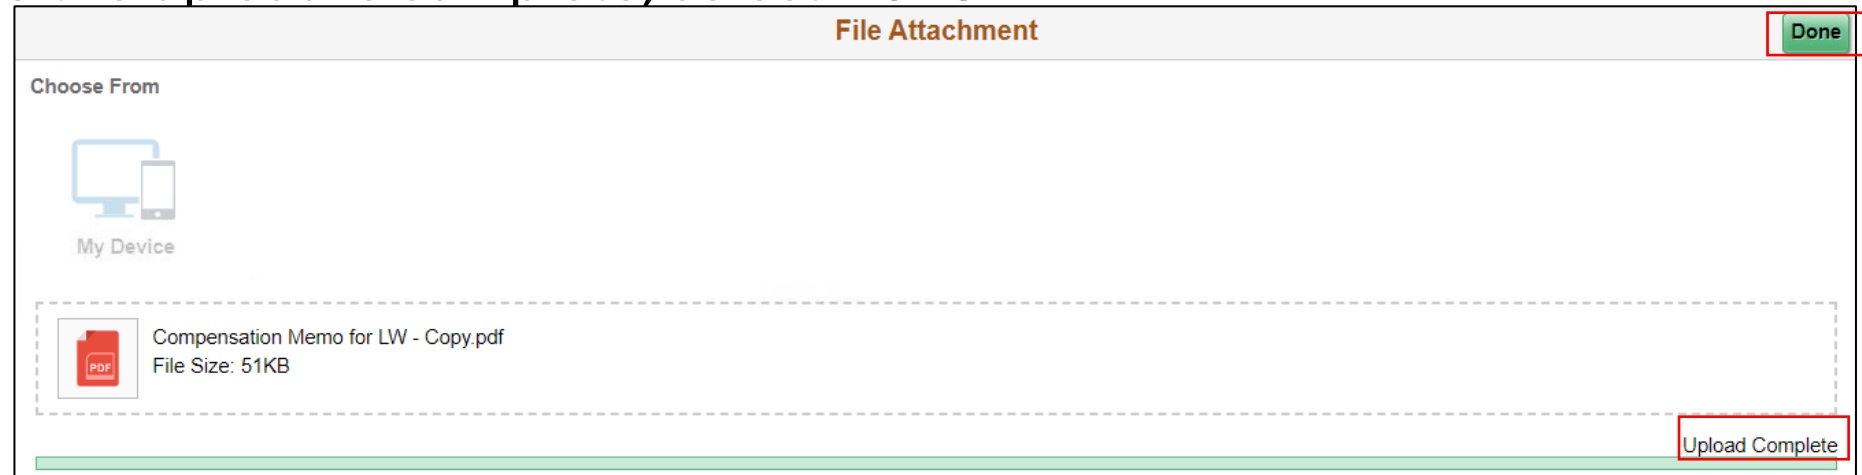 File Attachment
Done
Choose From
My Device
PDF
Compensation Memo for LW - Copy.pdf
File Size: 51KB
Upload Complete